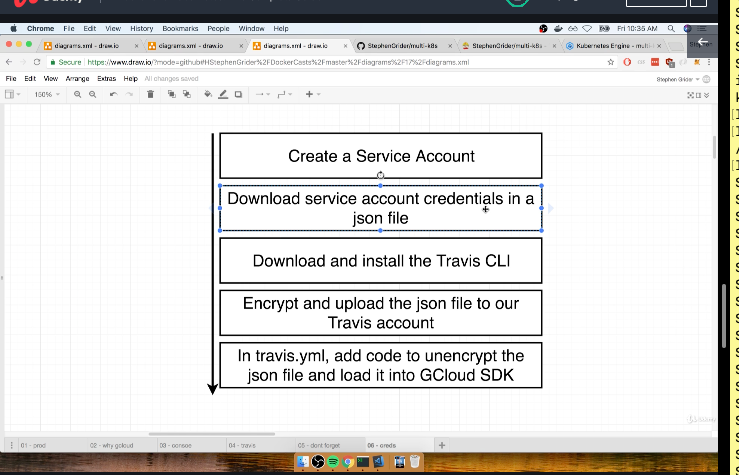 Chrome File Edit View History Bookmarks People Window Help Fri 10:36 AM
diagrams.xml - draw.io diagrams.xml - draw.io diagrams.xml - draw.io StephenGrider/multi-k8s StephenGrider/multi-k8s - Kubernetes Engine - multi-
Secure https://www.draw.io/?mode=github#HStephenGrider%2FDockerCasts%2Fmaster%2Fdiagrams%2F17%2Fdiagrams.xml
File Edit View Arrange Extras Help All changes saved Stephen Grider
150%
Create a Service Account
Download service account credentials in a
json file
Download and install the Travis CLI
Encrypt and upload the json file to our
Travis account
In travis.yml, add code to unencrypt the
json file and load it into GCloud SDK
01 - prod 02 - why gcloud 03 - consoe 04 - travis 05 - dont forget 06 - creds